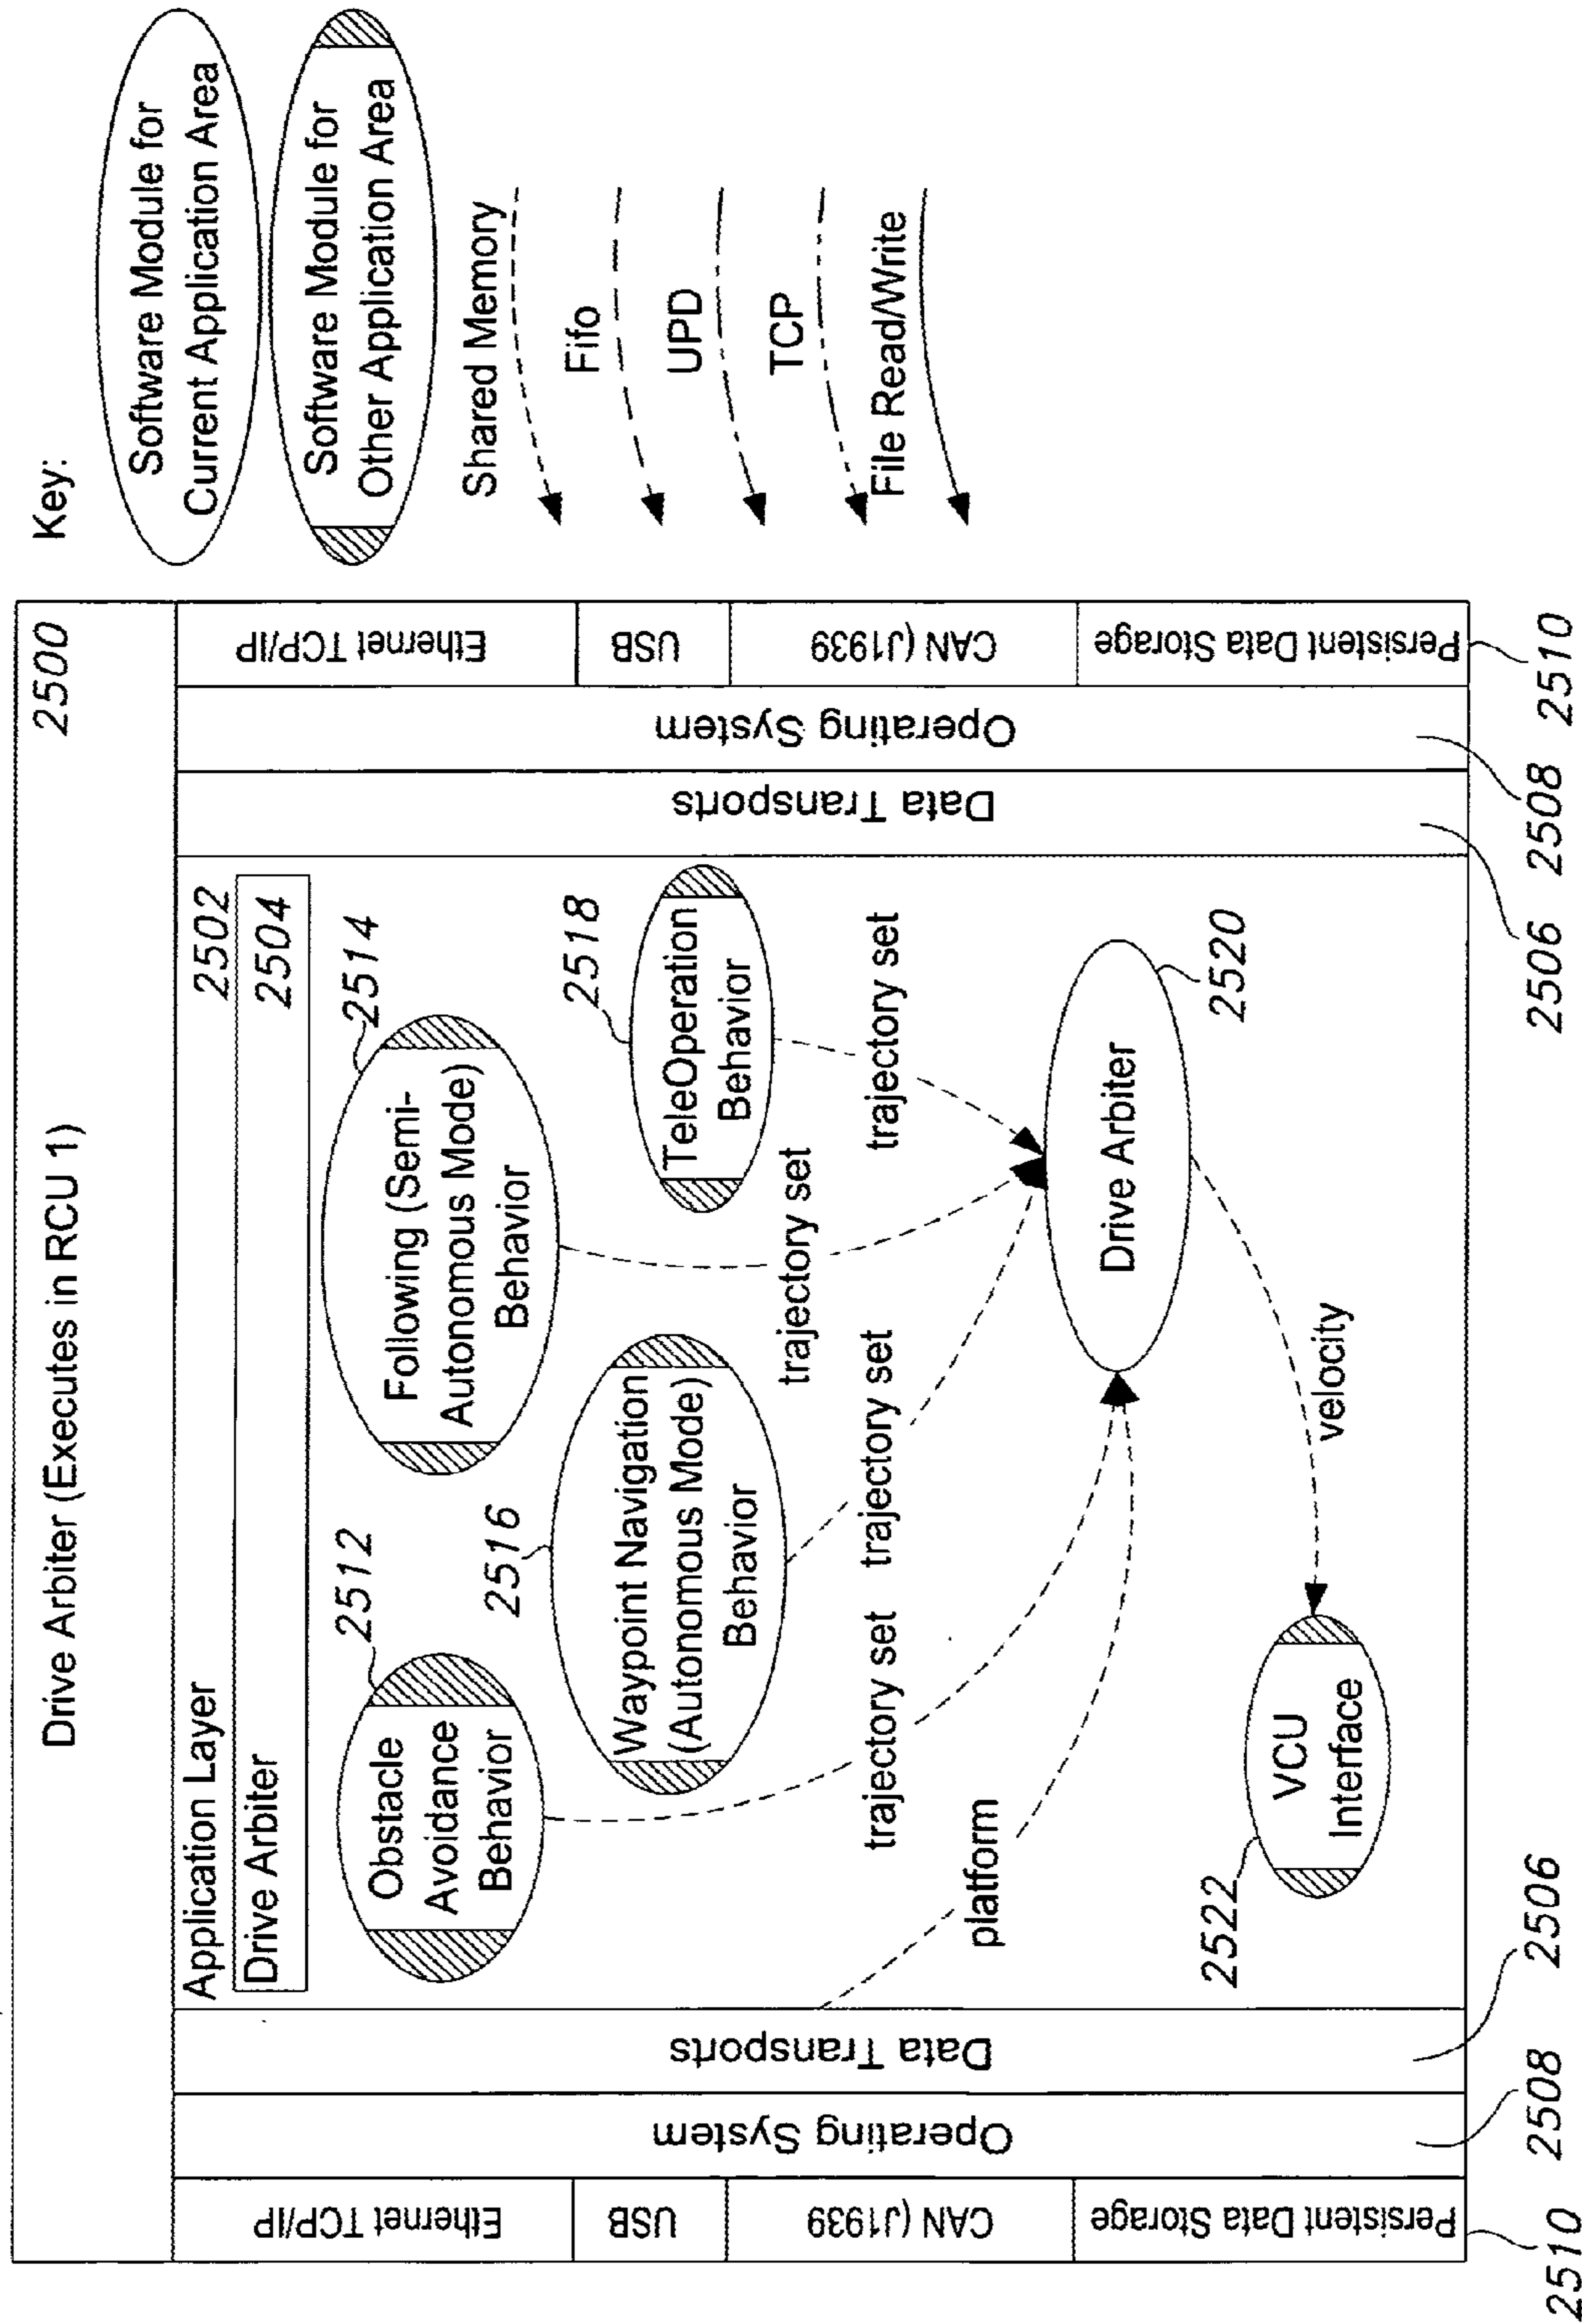 Drive Arbiter (Executes in RCU 1)
2500
Application Layer
2502
Drive Arbiter
2504
Obstacle
Avoidance
Behavior
2512
Following (Semi-
Autonomous Mode)
Behavior
2514
Waypoint Navigation
(Autonomous Mode)
Behavior
2516
TeleOperation
Behavior
2518
trajectory set
trajectory set
trajectory set
trajectory set
platform
Drive Arbiter
2520
velocity
VCU
Interface
2522
Ethernet TCP/IP
USB
CAN (J1939
Persistent Data Storage
Operating System
Data Transports
Data Transports
Operating System
Ethernet TCP/IP
USB
CAN (J1939
Persistent Data Storage
2510
2508
2506
2506
2508
2510
Key:
Software Module for
Current Application Area
Software Module for
Other Application Area
Shared Memory
Fifo
UPD
TCP
File Read/Write